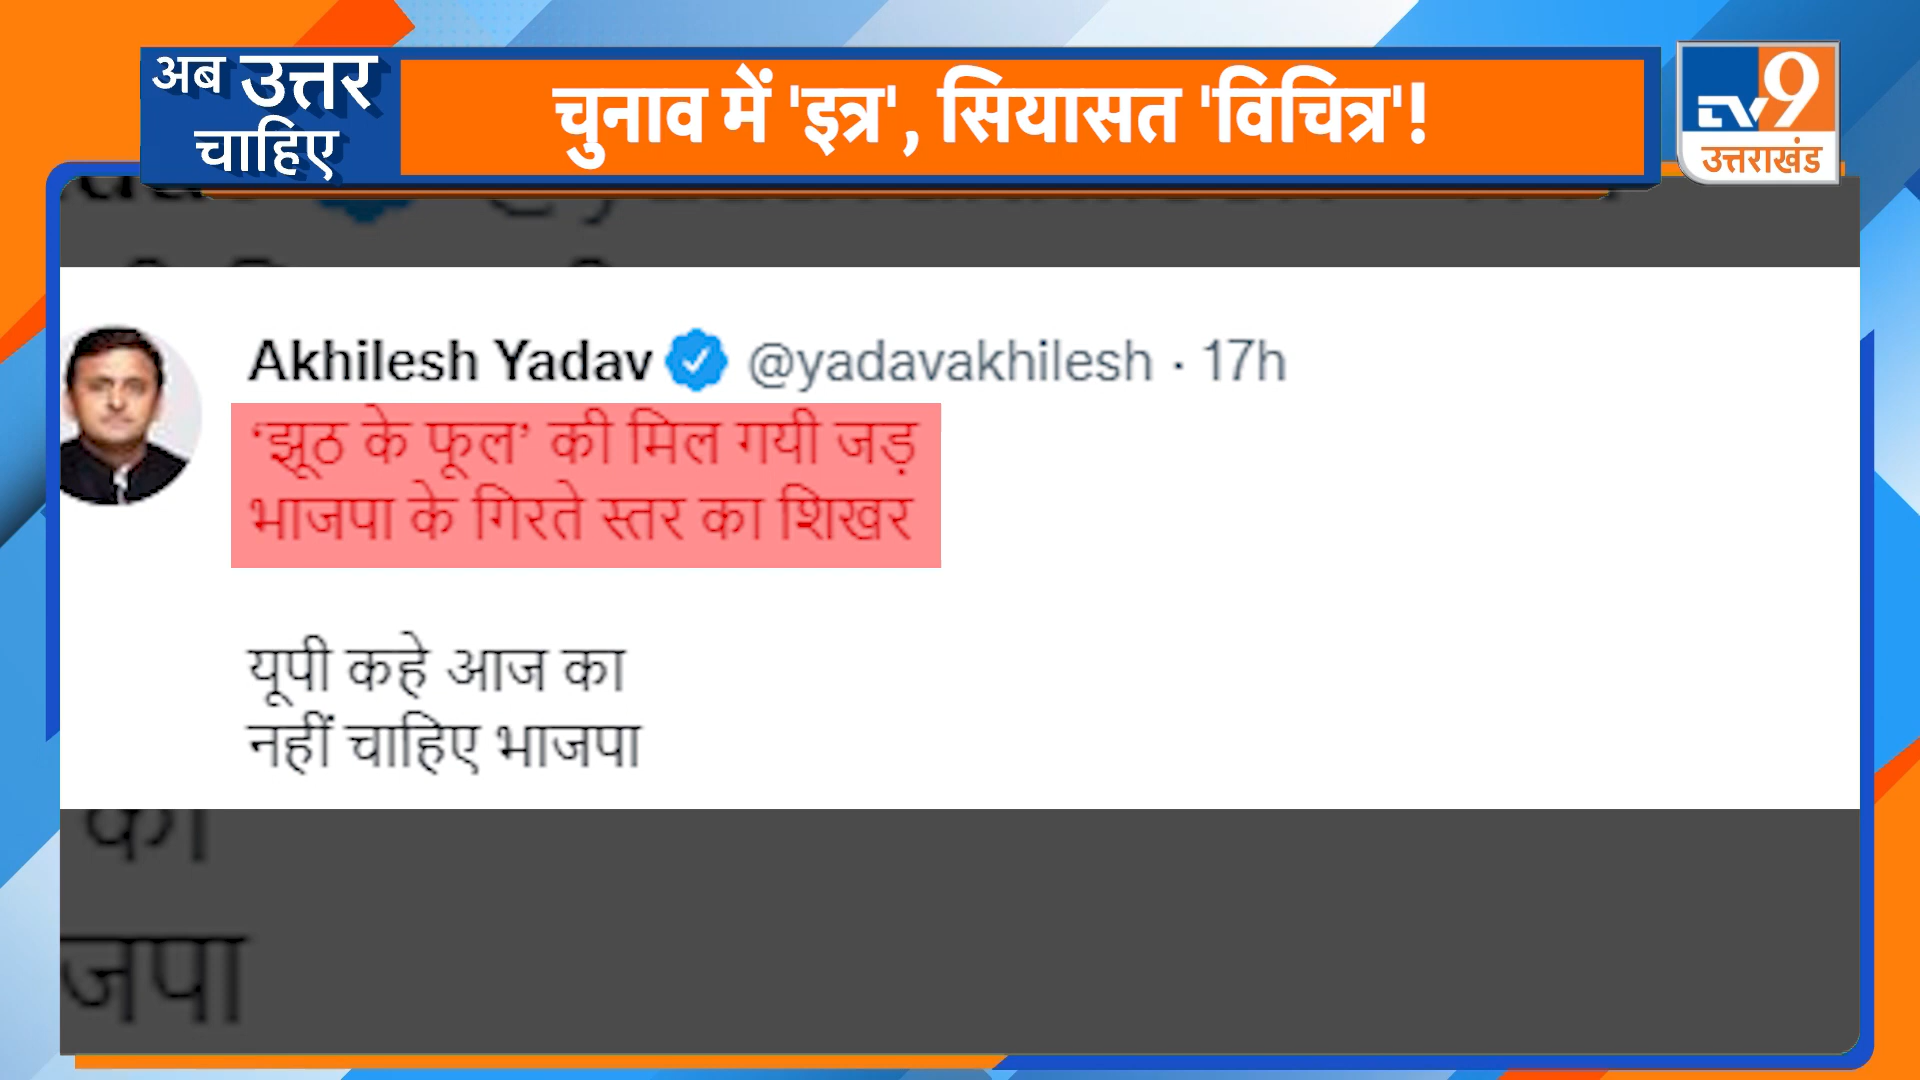 अब उत्तर
चाहिए
चुनाव में 'इत्र', सियासत 'विचित्र'!
TV9
उत्तराखंड
Akhilesh Yadav @yadavakhilesh · 17h
‘झूठ के फूल’ की मिल गयी जड़
भाजपा के गिरते स्तर का शिखर
यूपी कहे आज का
नहीं चाहिए भाजपा
का
जपा